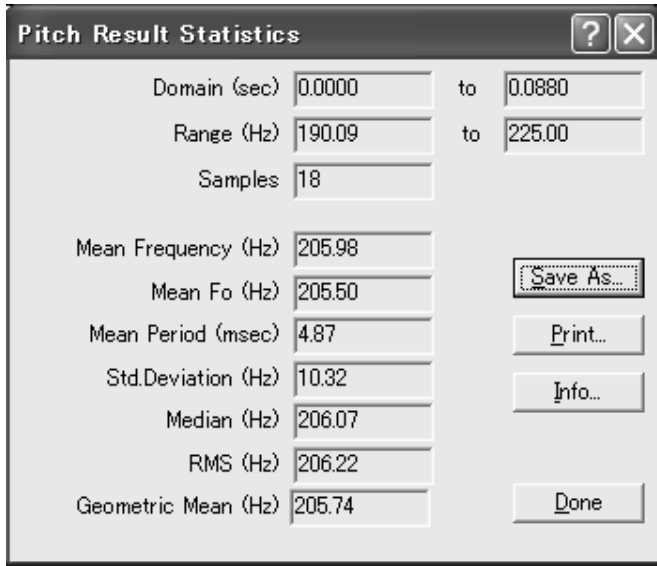 Pitch Result Statistics
Domain (sec) 0.0000 to 0.0880
Range (Hz) 190.09 to 225.00
Samples 18
Mean Frequency (Hz) 205.98
Save As...
Mean Fo (Hz) 205.50
Mean Period (msec) 4.87
Print...
Std.Deviation (Hz) 10.32
Info...
Median (Hz) 206.07
RMS (Hz) 206.22
Geometric Mean (Hz) 205.74
Done